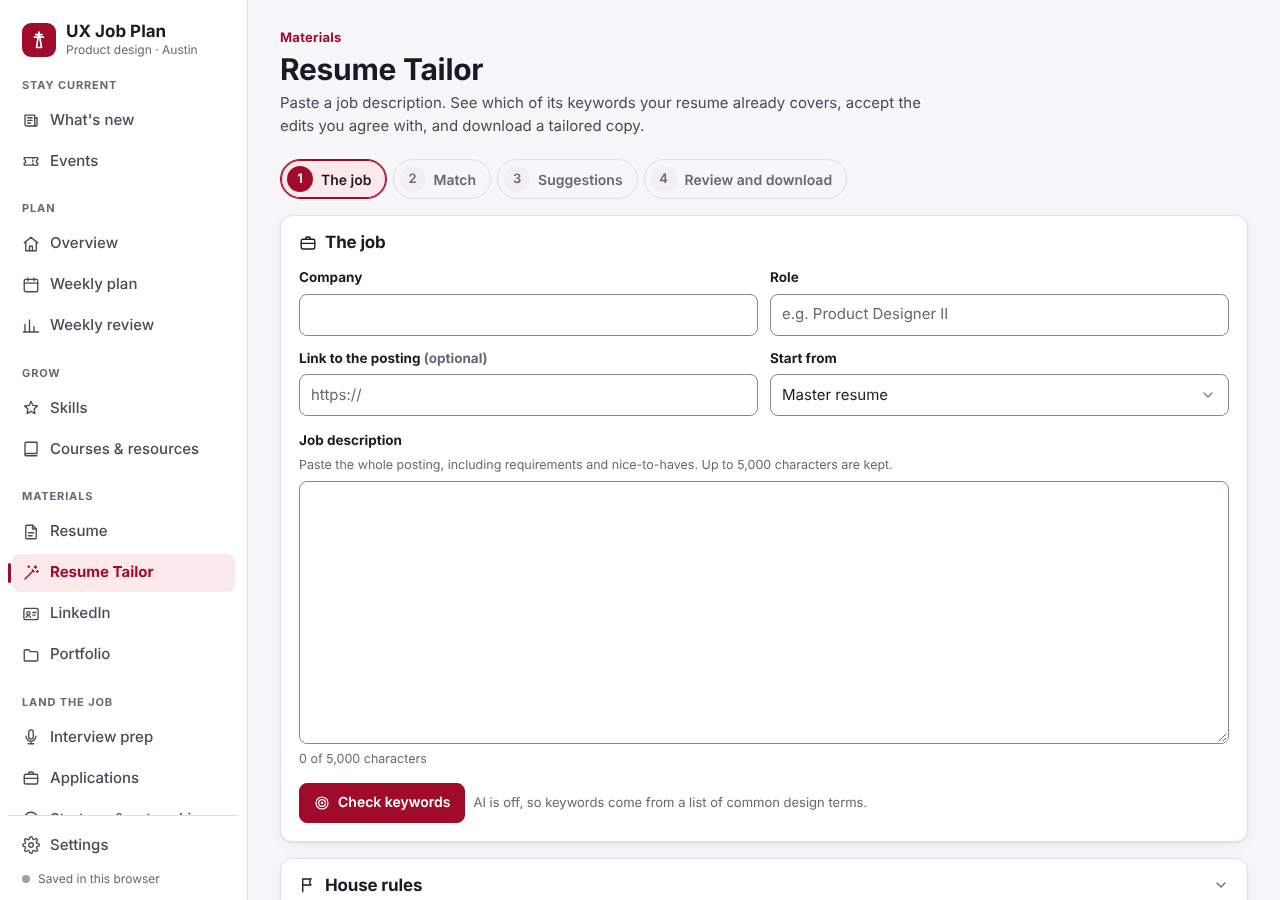 UX Job Plan
Product design · Austin
STAY CURRENT
What's new
Events
PLAN
Overview
Weekly plan
Weekly review
GROW
Skills
Courses & resources
MATERIALS
Resume
Resume Tailor
LinkedIn
Portfolio
LAND THE JOB
Interview prep
Applications
Settings
Saved in this browser
Materials
Resume Tailor
Paste a job description. See which of its keywords your resume already covers, accept the
edits you agree with, and download a tailored copy.
1 The job
2 Match
3 Suggestions
4 Review and download
The job
Company
Role
e.g. Product Designer II
Link to the posting (optional)
Start from
https://
Master resume
Job description
Paste the whole posting, including requirements and nice-to-haves. Up to 5,000 characters are kept.
0 of 5,000 characters
Check keywords
AI is off, so keywords come from a list of common design terms.
House rules